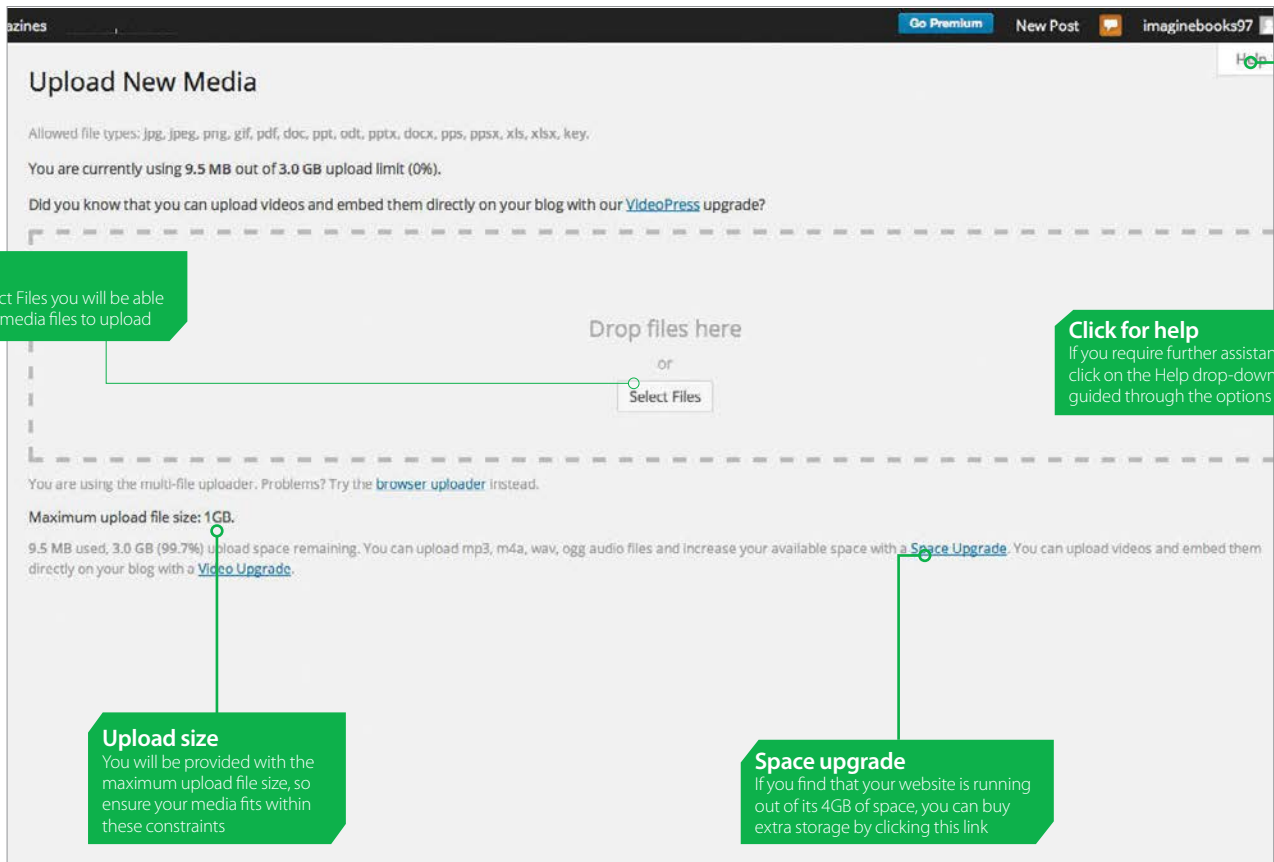 azines
Go Premium New Post imaginebooks97
Help
Upload New Media
Allowed file types: jpg, jpeg, png, gif, pdf, doc, ppt, odt, pptx, docx, pps, ppsx, xls, xlsx, key.
You are currently using 9.5 MB out of 3.0 GB upload limit (0%).
Did you know that you can upload videos and embed them directly on your blog with our VideoPress upgrade?
ct Files you will be able
media files to upload
Drop files here
or
Select Files
Click for help
If you require further assistan
click on the Help drop-down
guided through the options
You are using the multi-file uploader. Problems? Try the browser uploader instead.
Maximum upload file size: 1GB.
9.5 MB used, 3.0 GB (99.7%) upload space remaining. You can upload mp3, m4a, wav, ogg audio files and increase your available space with a Space Upgrade. You can upload videos and embed them
directly on your blog with a Video Upgrade.
Upload size
You will be provided with the
maximum upload file size, so
ensure your media fits within
these constraints
Space upgrade
If you find that your website is running
out of its 4GB of space, you can buy
extra storage by clicking this link